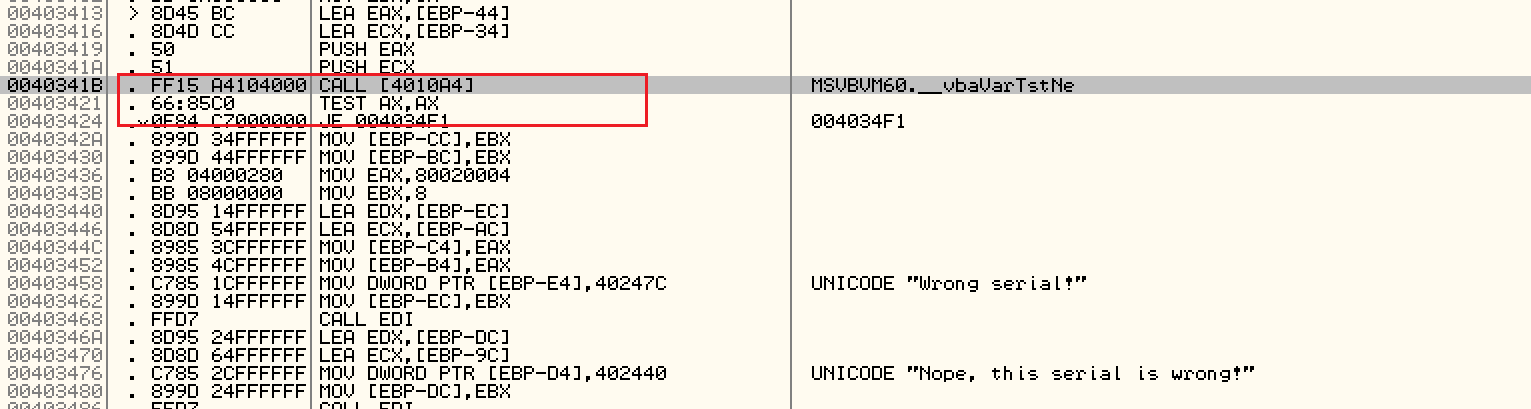 00403413 > 8D45 BC LEA EAX,[EBP-44]
00403416 . 8D4D CC LEA ECX,[EBP-34]
00403419 . 50 PUSH EAX
0040341A . 51 PUSH ECX
0040341B . FF15 A4104000 CALL [4010A4] MSVBVM60.__vbaVarTstNe
00403421 . 66:85C0 TEST AX,AX
00403424 .v0F84 C7000000 JE 004034F1 004034F1
0040342A . 899D 34FFFFFF MOV [EBP-CC],EBX
00403430 . 899D 44FFFFFF MOV [EBP-BC],EBX
00403436 . B8 04000280 MOV EAX,80020004
0040343B . BB 08000000 MOV EBX,8
00403440 . 8D95 14FFFFFF LEA EDX,[EBP-EC]
00403446 . 8D8D 54FFFFFF LEA ECX,[EBP-AC]
0040344C . 8985 3CFFFFFF MOV [EBP-C4],EAX
00403452 . 8985 4CFFFFFF MOV [EBP-B4],EAX
00403458 . C785 1CFFFFFF MOV DWORD PTR [EBP-E4],40247C UNICODE "Wrong serial!"
00403462 . 899D 14FFFFFF MOV [EBP-EC],EBX
00403468 . FFD7 CALL EDI
0040346A . 8D95 24FFFFFF LEA EDX,[EBP-DC]
00403470 . 8D8D 64FFFFFF LEA ECX,[EBP-9C]
00403476 . C785 2CFFFFFF MOV DWORD PTR [EBP-D4],402440 UNICODE "Nope, this serial is wrong!"
00403480 . 899D 24FFFFFF MOV [EBP-DC],EBX
00403486 . FFD7 CALL EDI